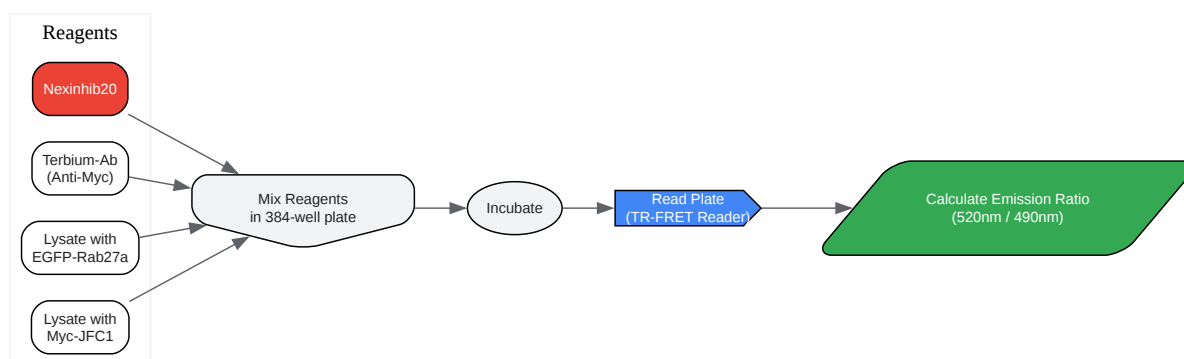 Reagents
Nexinhib20
Terbium-Ab
(Anti-Myc)
Lysate with
EGFP-Rab27a
Lysate with
Myc-JFC1
Mix Reagents
in 384-well plate
Incubate
Read Plate
(TR-FRET Reader)
Calculate Emission Ratio
(520nm / 490nm)